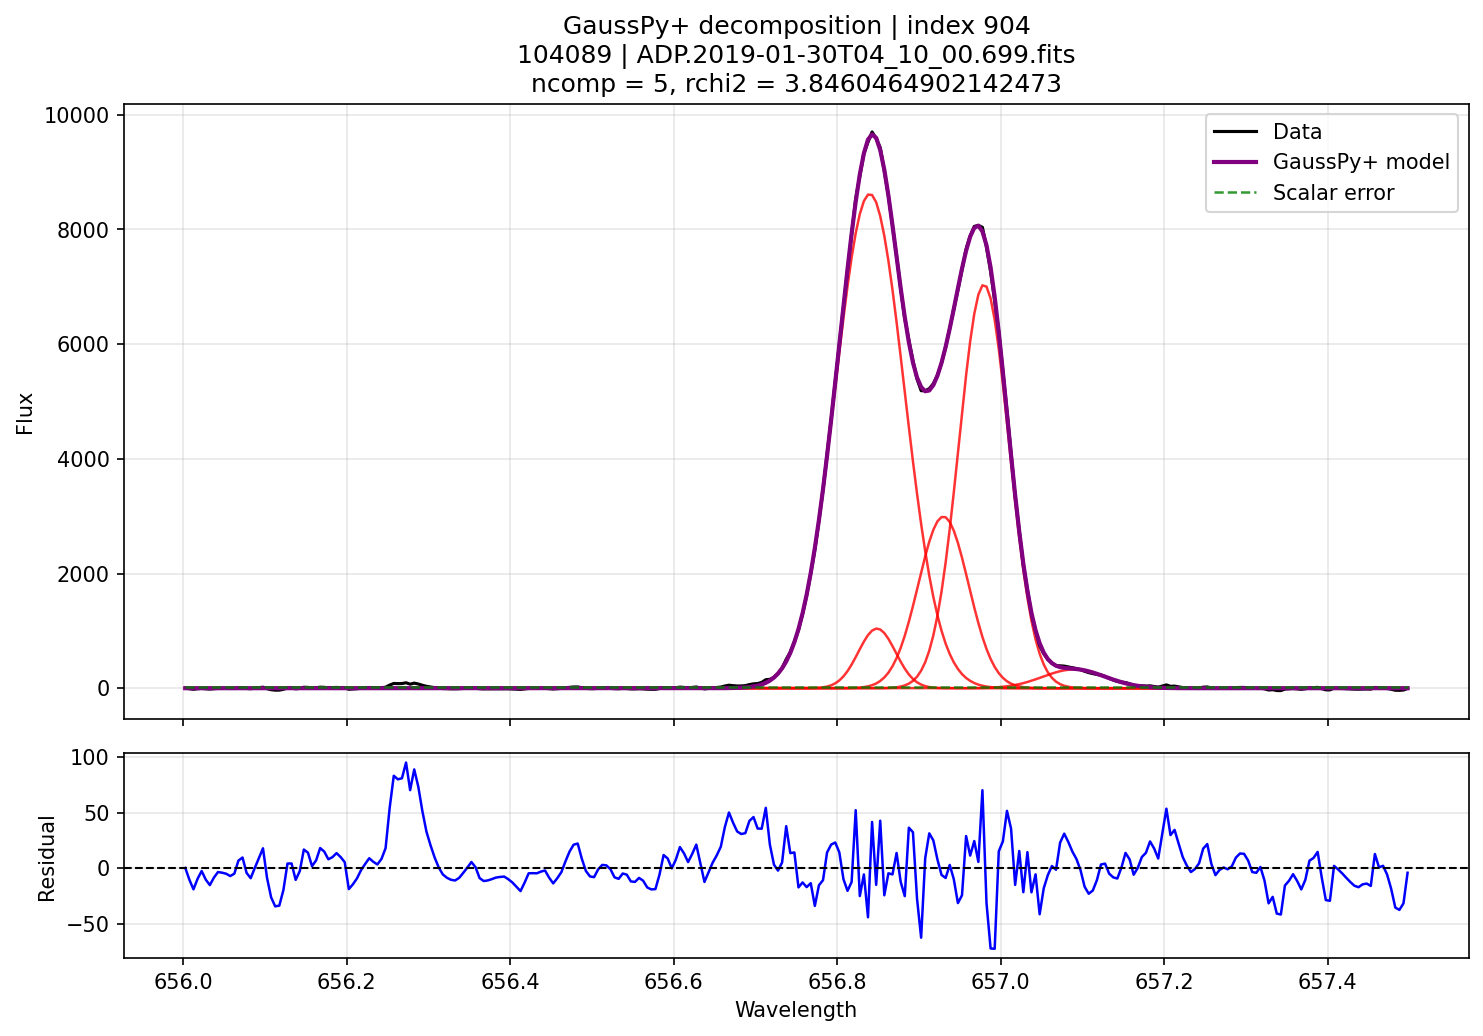 GaussPy+ decomposition | index 904
104089 | ADP.2019-01-30T04_10_00.699.fits
ncomp = 5, rchi2 = 3.8460464902142473
10000
8000
6000
4000
2000
0
Flux
Data
GaussPy+ model
Scalar error
100
50
0
−50
Residual
656.0
656.2
656.4
656.6
656.8
657.0
657.2
657.4
Wavelength